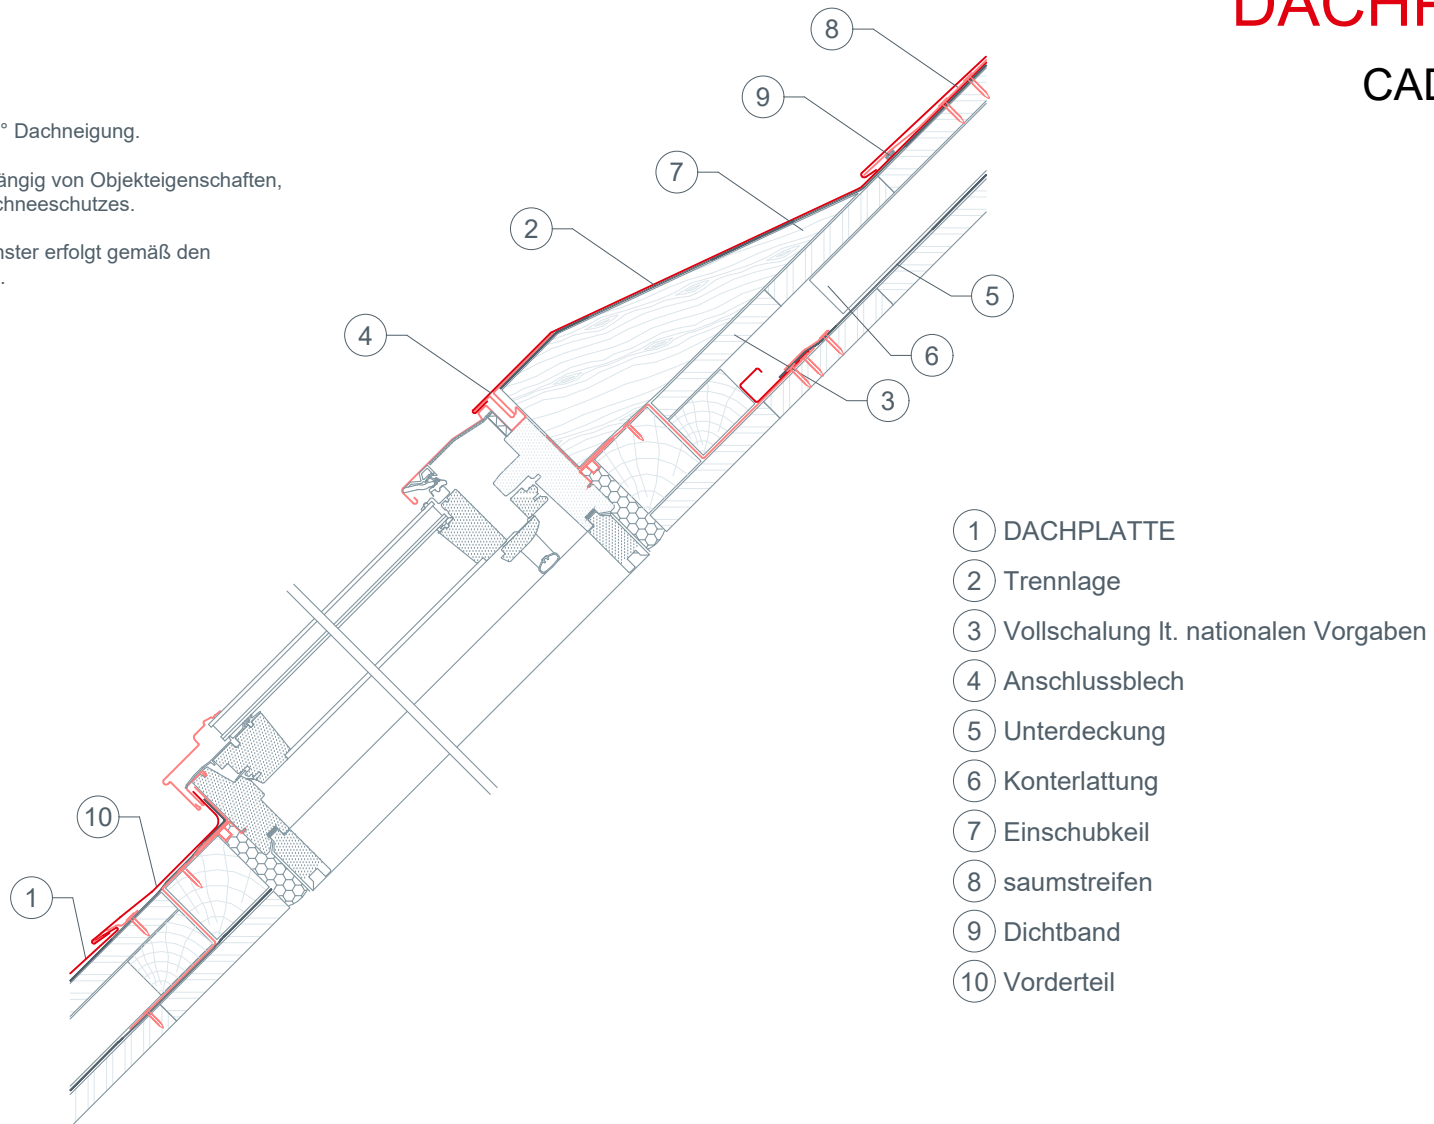 ° Dachneigung.
ängig von Objekteigenschaften,
chneeschutzes.
nster erfolgt gemäß den
.
CAD
8
9
7
2
4
5
6
3
10
1
1 DACHPLATTE
2 Trennlage
3 Vollschalung lt. nationalen Vorgaben
4 Anschlussblech
5 Unterdeckung
6 Konterlattung
7 Einschubkeil
8 saumstreifen
9 Dichtband
10 Vorderteil